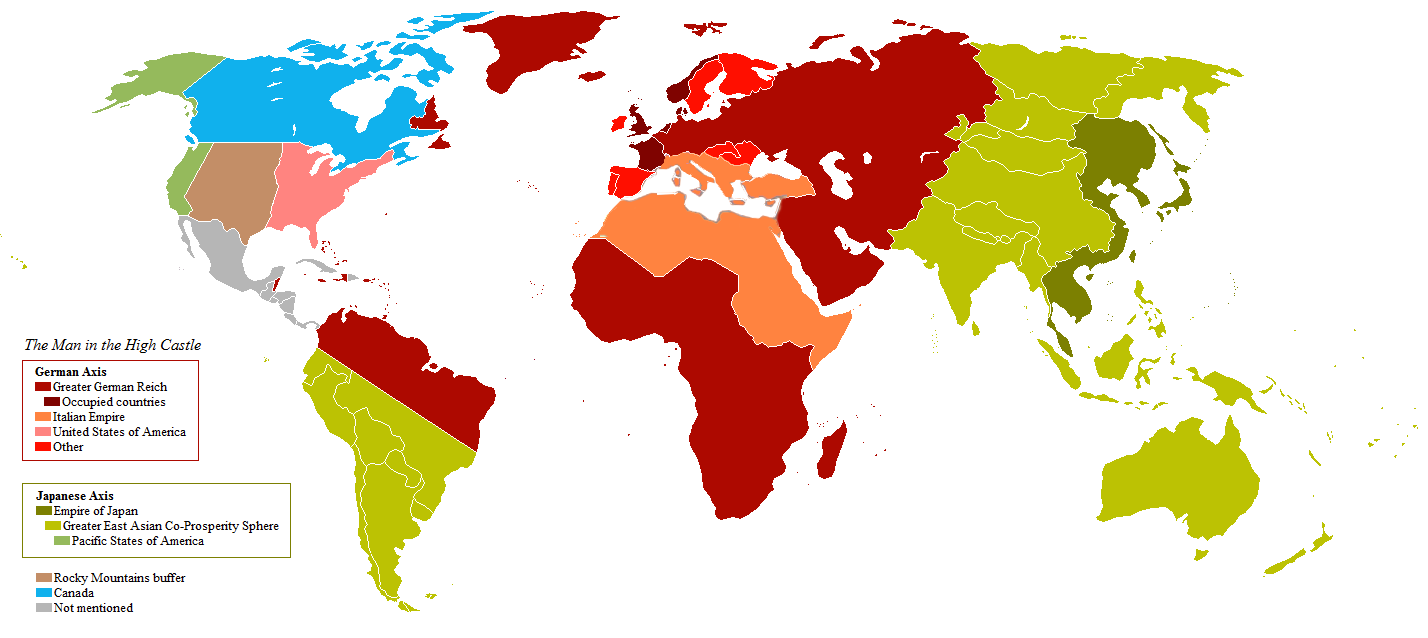 The Man in the High Castle
German Axis
Greater German Reich
Occupied countries
Italian Empire
United States of America
Other
Japanese Axis
Empire of Japan
Greater East Asian Co-Prosperity Sphere
Pacific States of America
Rocky Mountains buffer
Canada
Not mentioned